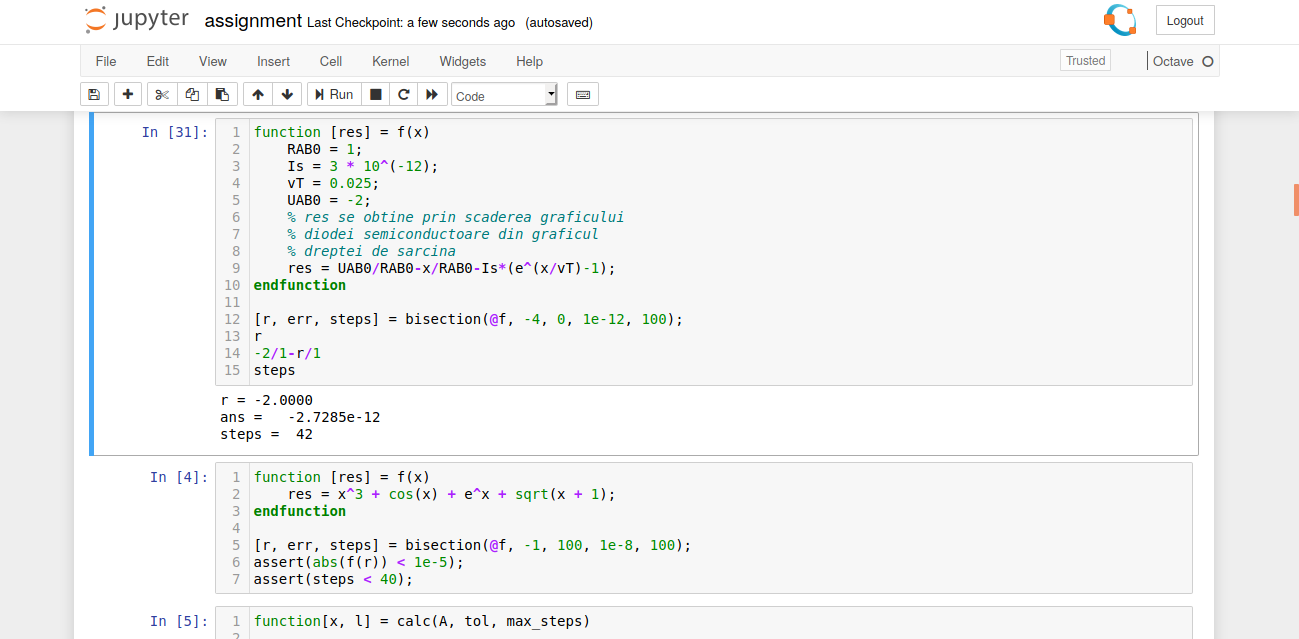 jupyter assignment Last Checkpoint: a few seconds ago (autosaved) Logout
File Edit View Insert Cell Kernel Widgets Help Trusted Octave
Run Code
In [31]:
1 function [res] = f(x)
2 RAB0 = 1;
3 Is = 3 * 10^(-12);
4 vT = 0.025;
5 UAB0 = -2;
6 % res se obtine prin scaderea graficului
7 % diodei semiconductoare din graficul
8 % dreptei de sarcina
9 res = UAB0/RAB0-x/RAB0-Is*(e^(x/vT)-1);
10 endfunction
11
12 [r, err, steps] = bisection(@f, -4, 0, 1e-12, 100);
13 r
14 -2/1-r/1
15 steps
r = -2.0000
ans = -2.7285e-12
steps = 42
In [4]:
1 function [res] = f(x)
2 res = x^3 + cos(x) + e^x + sqrt(x + 1);
3 endfunction
4
5 [r, err, steps] = bisection(@f, -1, 100, 1e-8, 100);
6 assert(abs(f(r)) < 1e-5);
7 assert(steps < 40);
In [5]:
1 function[x, l] = calc(A, tol, max_steps)
2